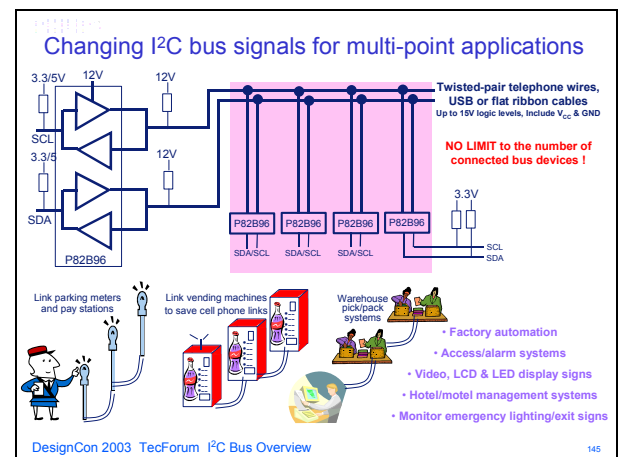 Changing I²C bus signals for multi-point applications
3.3/5V
12V
12V
SCL
3.3/5
12V
SDA
P82B96
Twisted-pair telephone wires,
USB or flat ribbon cables
Up to 15V logic levels, Include VCC & GND
NO LIMIT to the number of
connected bus devices !
P82B96
P82B96
P82B96
P82B96
SDA/SCL
SDA/SCL
SDA/SCL
3.3V
SCL
SDA
Link parking meters
and pay stations
Link vending machines
to save cell phone links
Warehouse
pick/pack
systems
• Factory automation
• Access/alarm systems
• Video, LCD & LED display signs
• Hotel/motel management systems
• Monitor emergency lighting/exit signs
DesignCon 2003 TecForum I²C Bus Overview
145